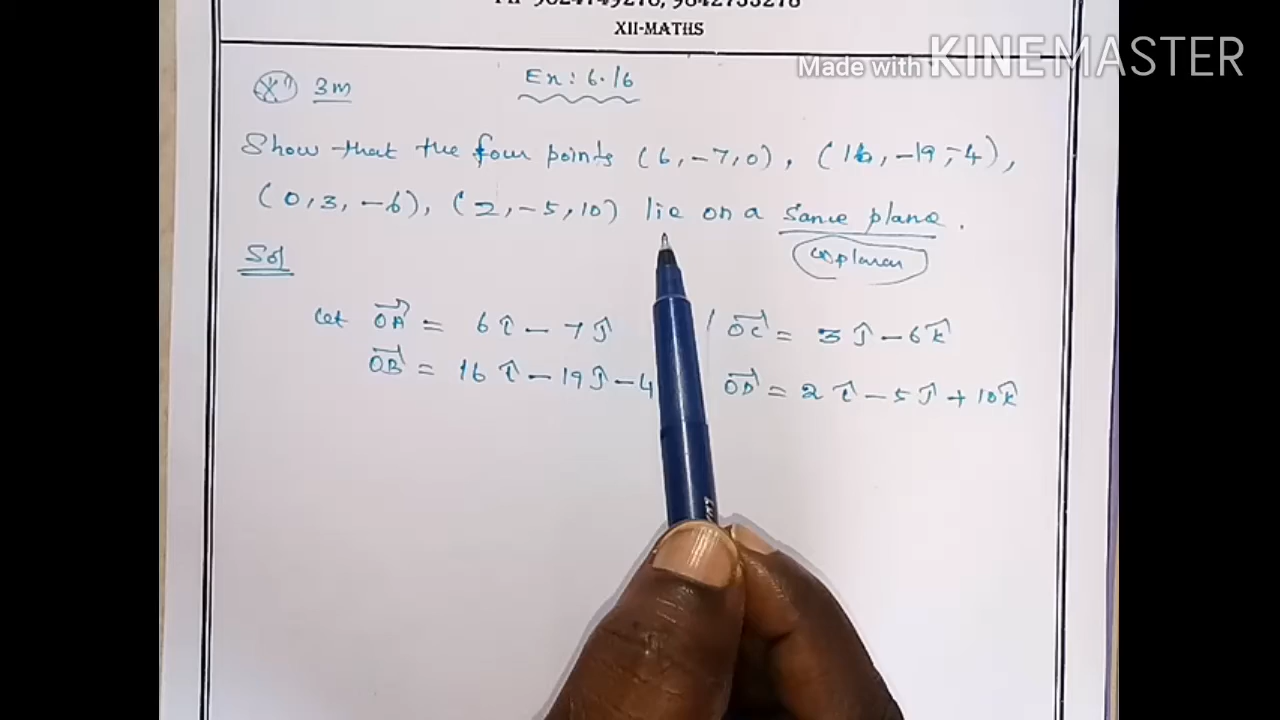 XII-MATHS
Made with KINEMASTER
3m Ex: 6.16
Show that the four points (6, -7, 0), (16, -19, -4),
(0, 3, -6), (2, -5, 10) lie on a same plane.
Sol coplanar
let OA⃗ = 6î - 7ĵ / OC⃗ = 3ĵ - 6k̂
OB⃗ = 16î - 19ĵ - 4 OD⃗ = 2î - 5ĵ + 10k̂